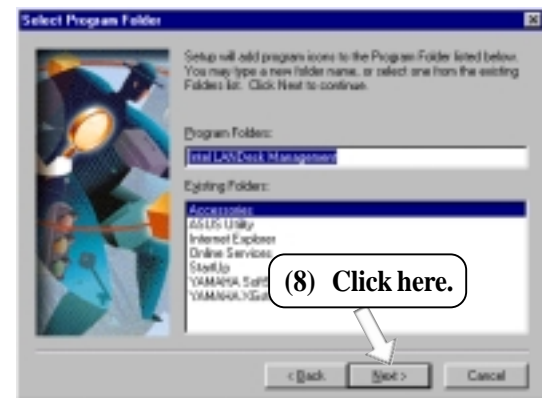 Select Program Folder
Setup will add program icons to the Program Folder listed below.
You may type a new folder name, or select one from the existing
Folders list. Click Next to continue.
Program Folders:
Intel LANDesk Management
Existing Folders:
Accessories
ASUS Utility
Internet Explorer
Online Services
StartUp
YAMAHA
YAMAHA
(8) Click here.
< Back
Next >
Cancel